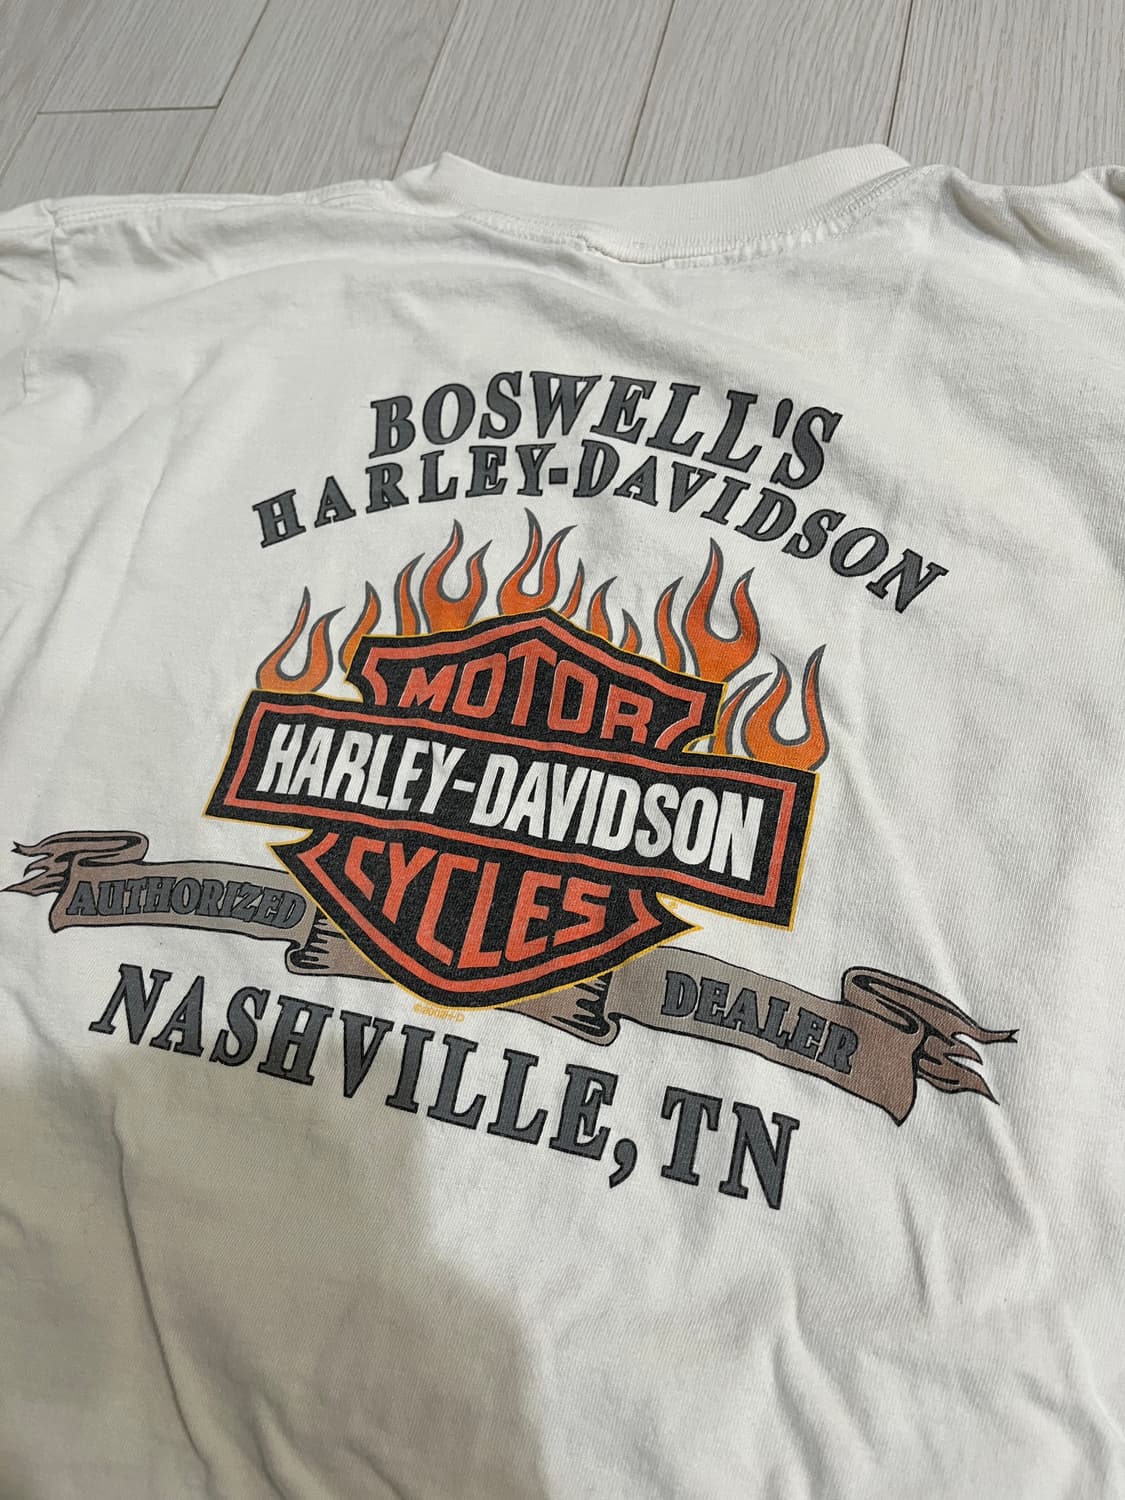 BOSWELL'S
HARLEY-DAVIDSON
MOTOR
HARLEY-DAVIDSON
CYCLES
AUTHORIZED
DEALER
NASHVILLE, TN